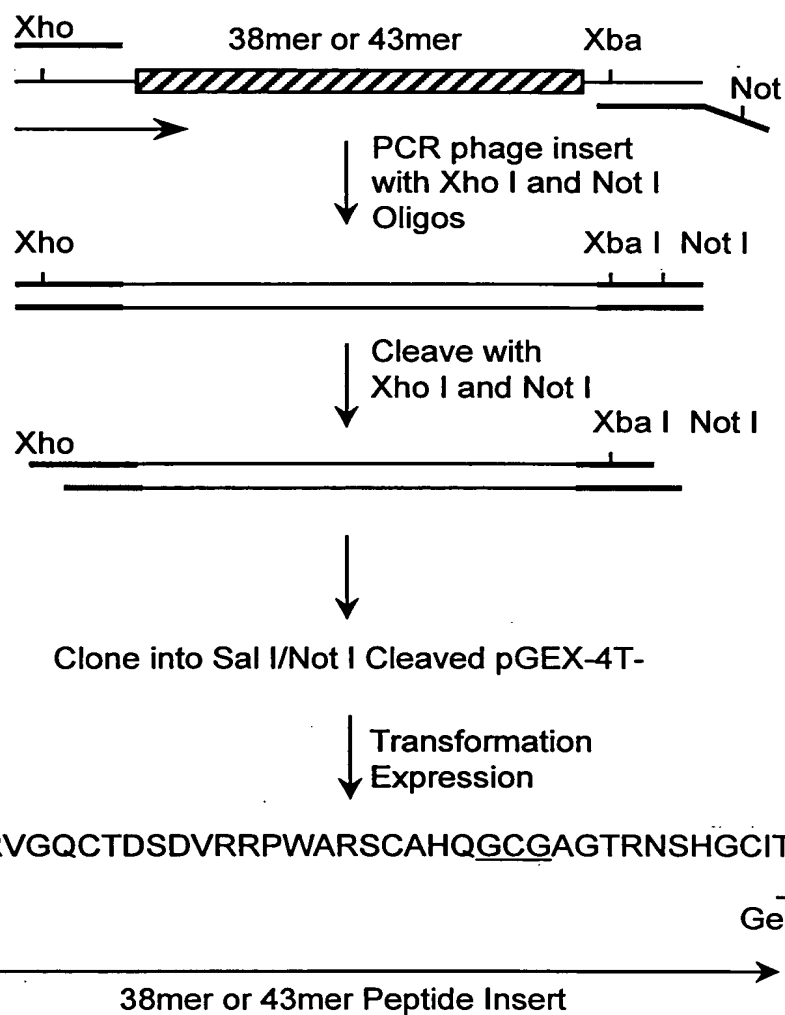 Xho 38mer or 43mer Xba
Not
PCR phage insert
with Xho I and Not I
Oligos
Xho Xba I Not I
Cleave with
Xho I and Not I
Xho Xba I Not I
Clone into Sal I/Not I Cleaved pGEX-4T-
Transformation
Expression
RVGQCTDSDVRRPWARSCAHQGCGAGTRNSHGCIT
Ge
38mer or 43mer Peptide Insert